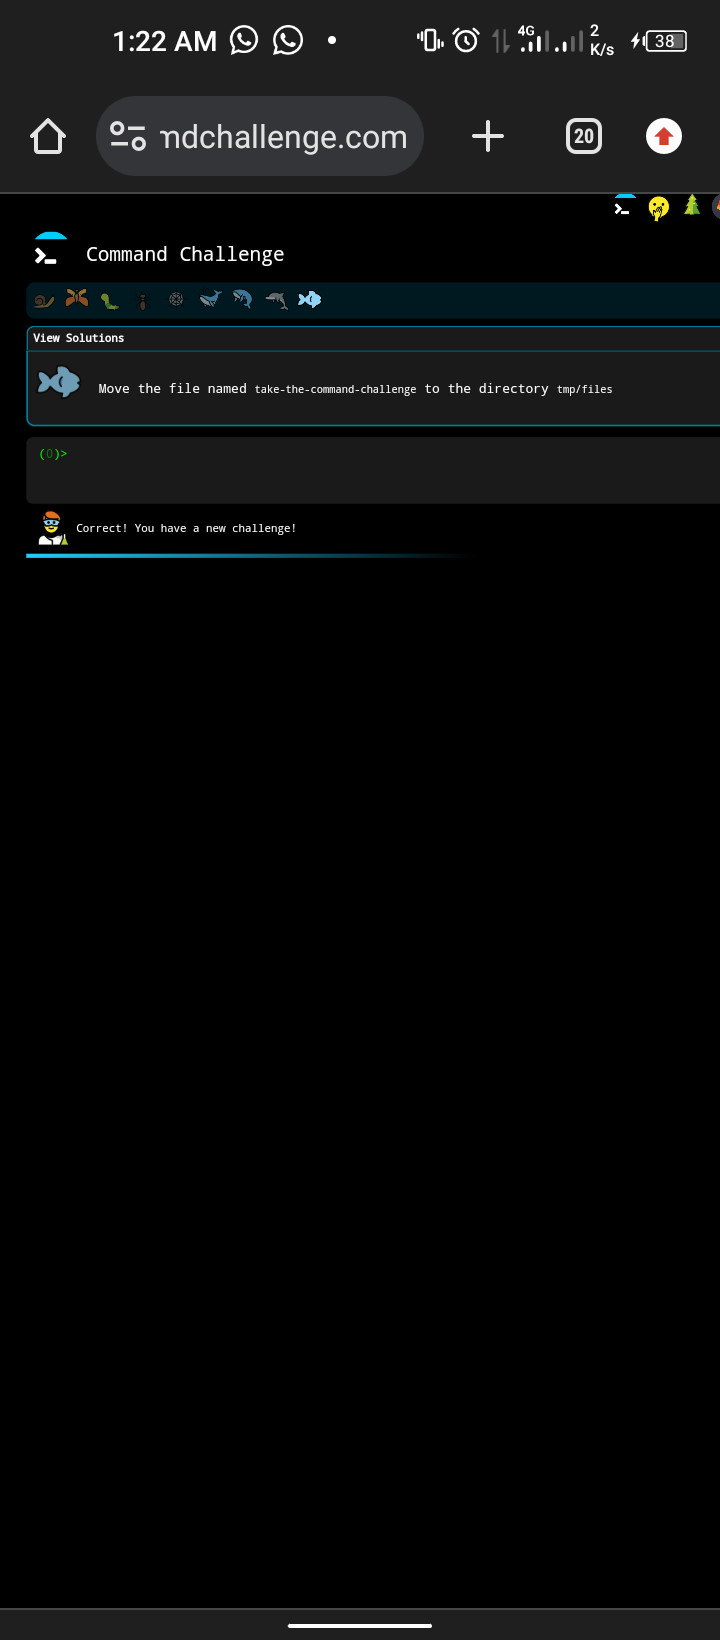 1:22 AM
4G
2
K/s
38
mdchallenge.com
20
Command Challenge
View Solutions
Move the file named take-the-command-challenge to the directory tmp/files
(0)>
Correct! You have a new challenge!